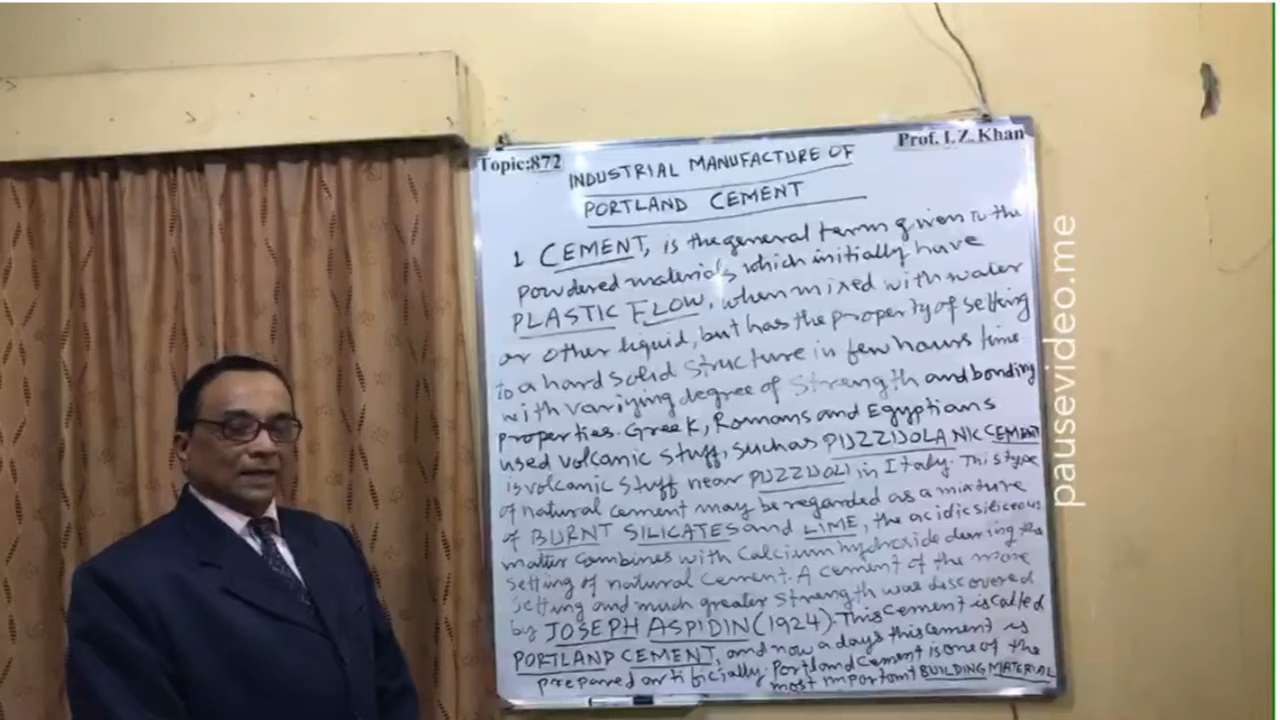 Topic:872
Prof. I. Z. Khan
INDUSTRIAL MANUFACTURE OF
PORTLAND CEMENT
1 CEMENT, is the general term given to the
powdered materials which initially have
PLASTIC FLOW, when mixed with water
or other liquid, but has the property of setting
to a hard solid structure in few hours time
with variying degree of strength and bonding
properties. Greek, Romans and Egyptians
used volcanic stuff, such as PUZZUOLANIC CEMENT
is volcanic stuff near PUZZUOLI in Italy. This type
of natural cement may be regarded as a mixture
of BURNT SILICATES and LIME, the acidic siliceous
matter combines with calcium hydroxide during the
setting of natural cement. A cement of the more
setting and much greater strength was discovered
by JOSEPH ASPIDIN (1924). This cement is called
PORTLAND CEMENT, and now a days this cement is
prepared artificially. Portland cement is one of the
most important BUILDING MATERIAL
pausevideo.me